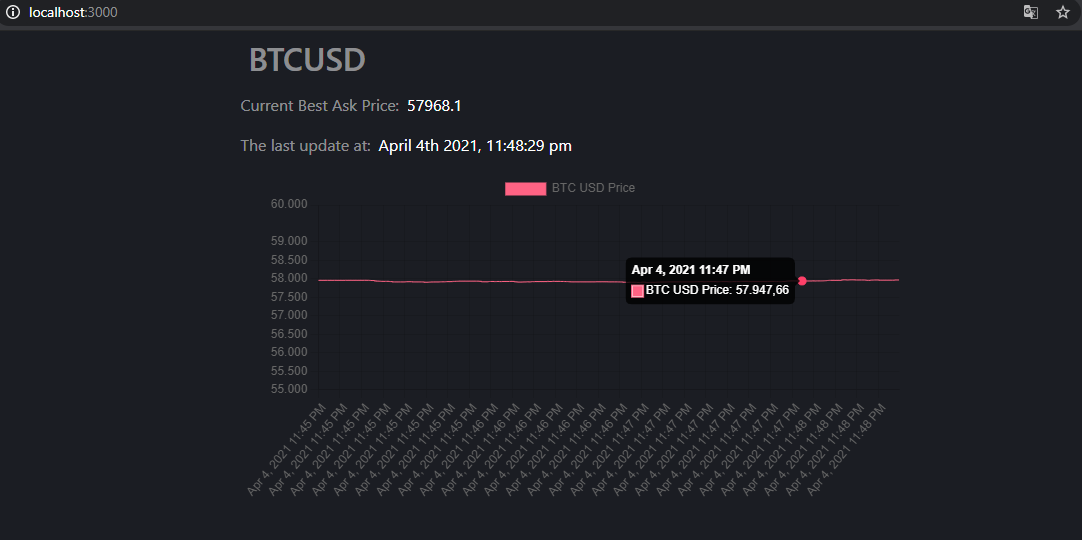 localhost:3000
BTCUSD
Current Best Ask Price: 57968.1
The last update at: April 4th 2021, 11:48:29 pm
BTC USD Price
60.000
59.000
58.500
58.000
57.500
57.000
56.500
56.000
55.500
55.000
Apr 4, 2021 11:47 PM
BTC USD Price: 57.947,66
Apr 4, 2021 11:45 PM
Apr 4, 2021 11:45 PM
Apr 4, 2021 11:45 PM
Apr 4, 2021 11:45 PM
Apr 4, 2021 11:45 PM
Apr 4, 2021 11:45 PM
Apr 4, 2021 11:45 PM
Apr 4, 2021 11:45 PM
Apr 4, 2021 11:46 PM
Apr 4, 2021 11:46 PM
Apr 4, 2021 11:46 PM
Apr 4, 2021 11:46 PM
Apr 4, 2021 11:46 PM
Apr 4, 2021 11:46 PM
Apr 4, 2021 11:46 PM
Apr 4, 2021 11:47 PM
Apr 4, 2021 11:47 PM
Apr 4, 2021 11:47 PM
Apr 4, 2021 11:47 PM
Apr 4, 2021 11:47 PM
Apr 4, 2021 11:47 PM
Apr 4, 2021 11:47 PM
Apr 4, 2021 11:47 PM
Apr 4, 2021 11:48 PM
Apr 4, 2021 11:48 PM
Apr 4, 2021 11:48 PM
Apr 4, 2021 11:48 PM